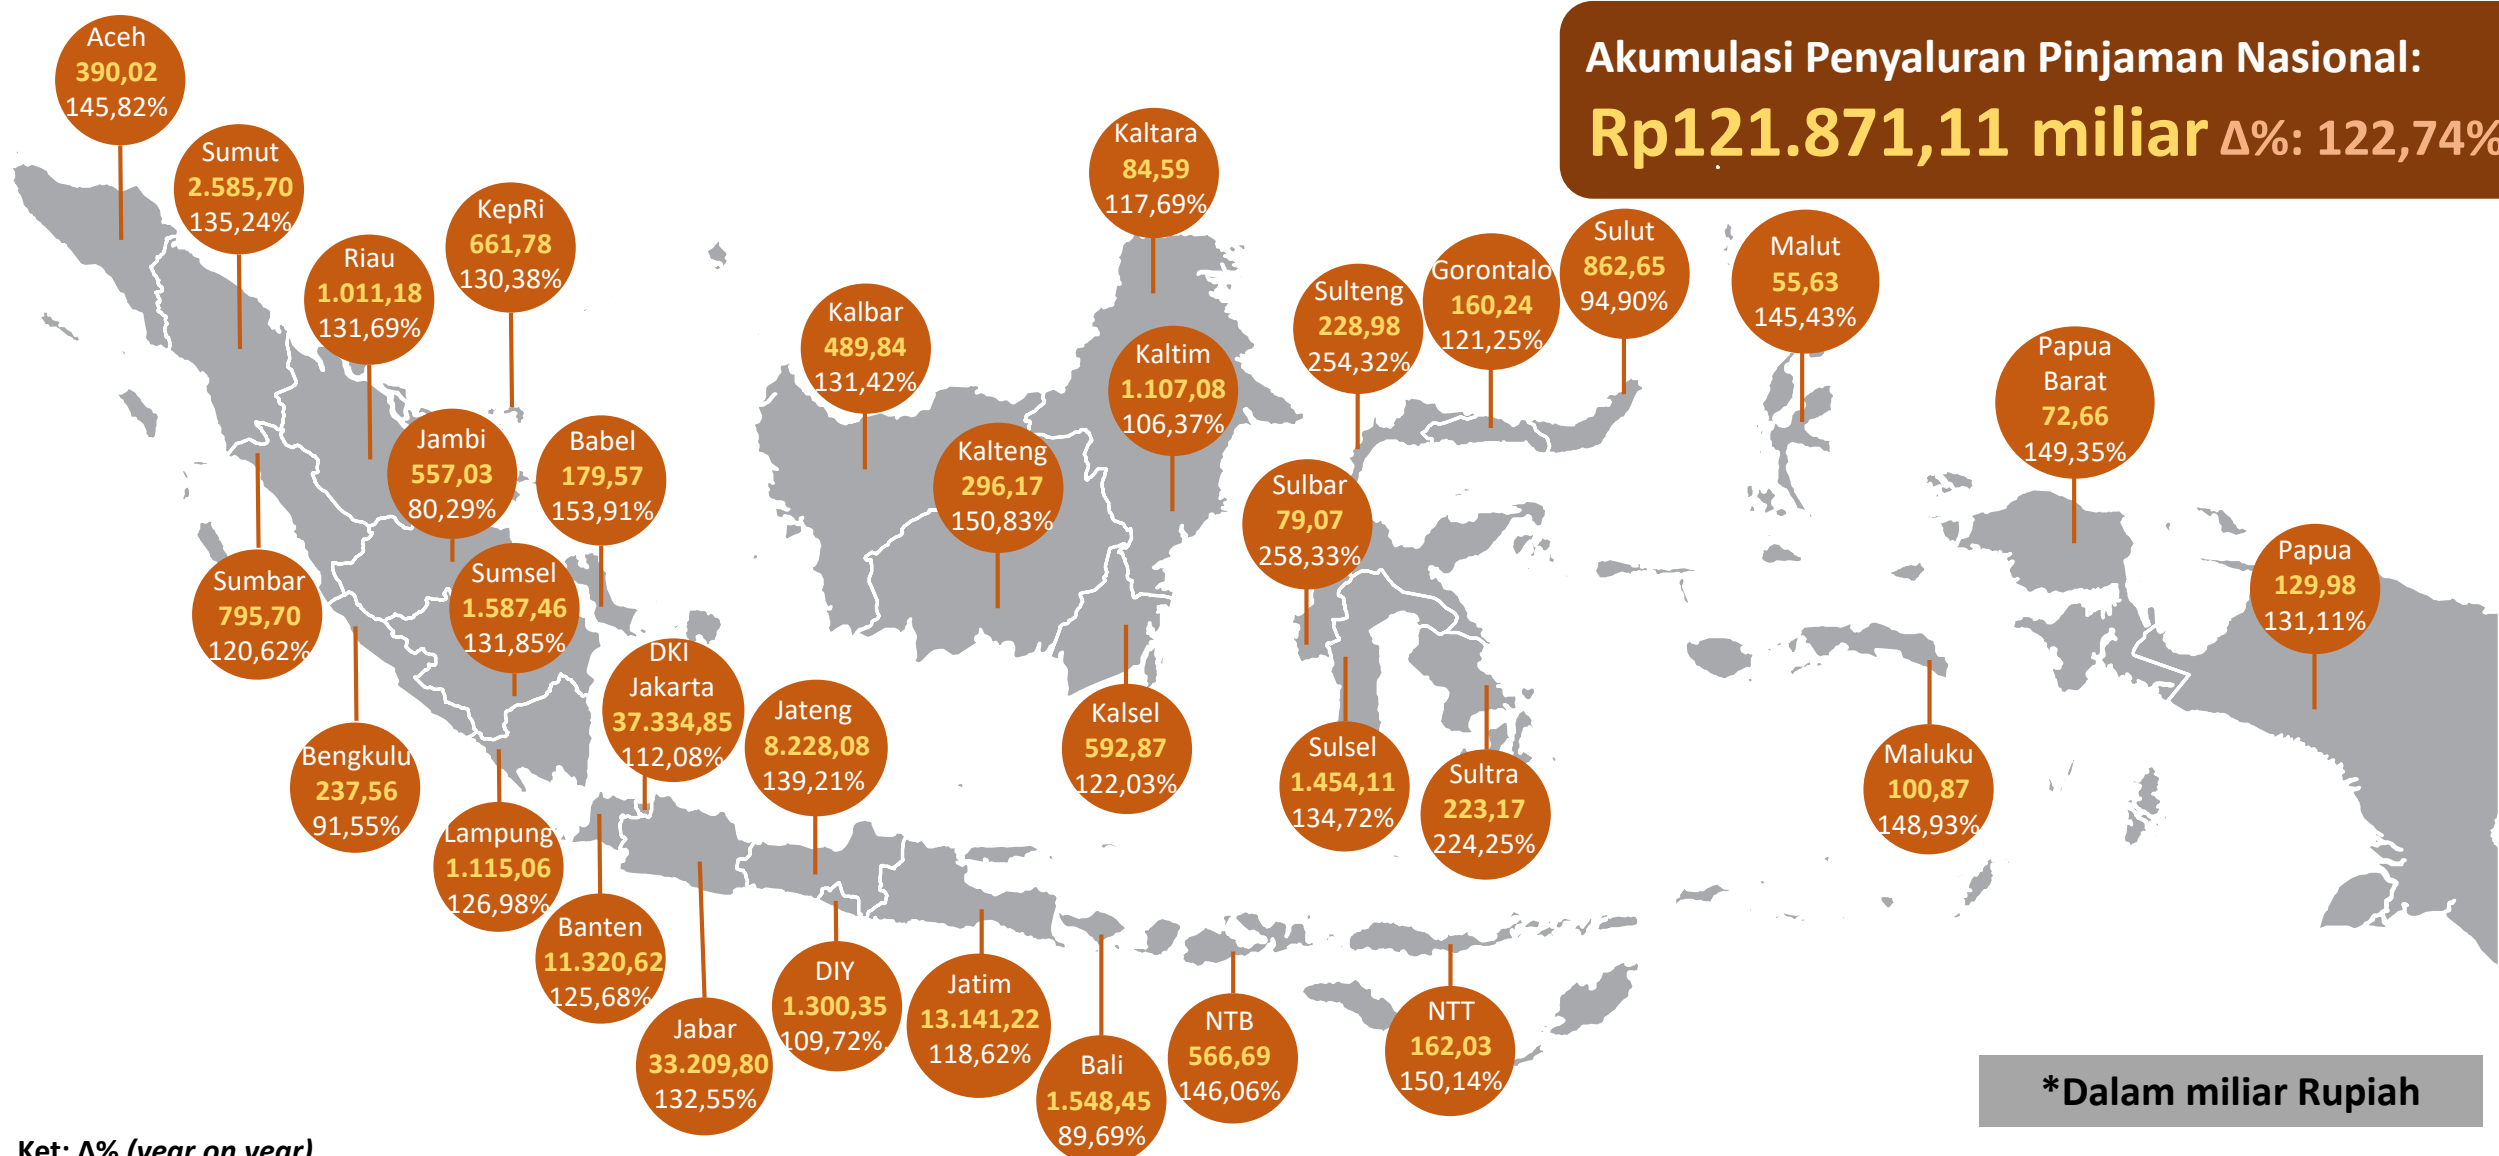 Akumulasi Penyaluran Pinjaman Nasional:
Rp121.871,11 miliar Δ%: 122,74%
Aceh
390,02
145,82%
Sumut
2.585,70
135,24%
Riau
1.011,18
131,69%
KepRi
661,78
130,38%
Jambi
557,03
80,29%
Babel
179,57
153,91%
Sumbar
795,70
120,62%
Sumsel
1.587,46
131,85%
Bengkulu
237,56
91,55%
Lampung
1.115,06
126,98%
DKI
Jakarta
37.334,85
112,08%
Banten
11.320,62
125,68%
Jabar
33.209,80
132,55%
Jateng
8.228,08
139,21%
DIY
1.300,35
109,72%
Jatim
13.141,22
118,62%
Bali
1.548,45
89,69%
NTB
566,69
146,06%
NTT
162,03
150,14%
Kalbar
489,84
131,42%
Kalteng
296,17
150,83%
Kaltara
84,59
117,69%
Kaltim
1.107,08
106,37%
Kalsel
592,87
122,03%
Sulteng
228,98
254,32%
Gorontalo
160,24
121,25%
Sulut
862,65
94,90%
Sulbar
79,07
258,33%
Sulsel
1.454,11
134,72%
Sultra
223,17
224,25%
Malut
55,63
145,43%
Maluku
100,87
148,93%
Papua
Barat
72,66
149,35%
Papua
129,98
131,11%
*Dalam miliar Rupiah
Ket: Δ% (year on year)